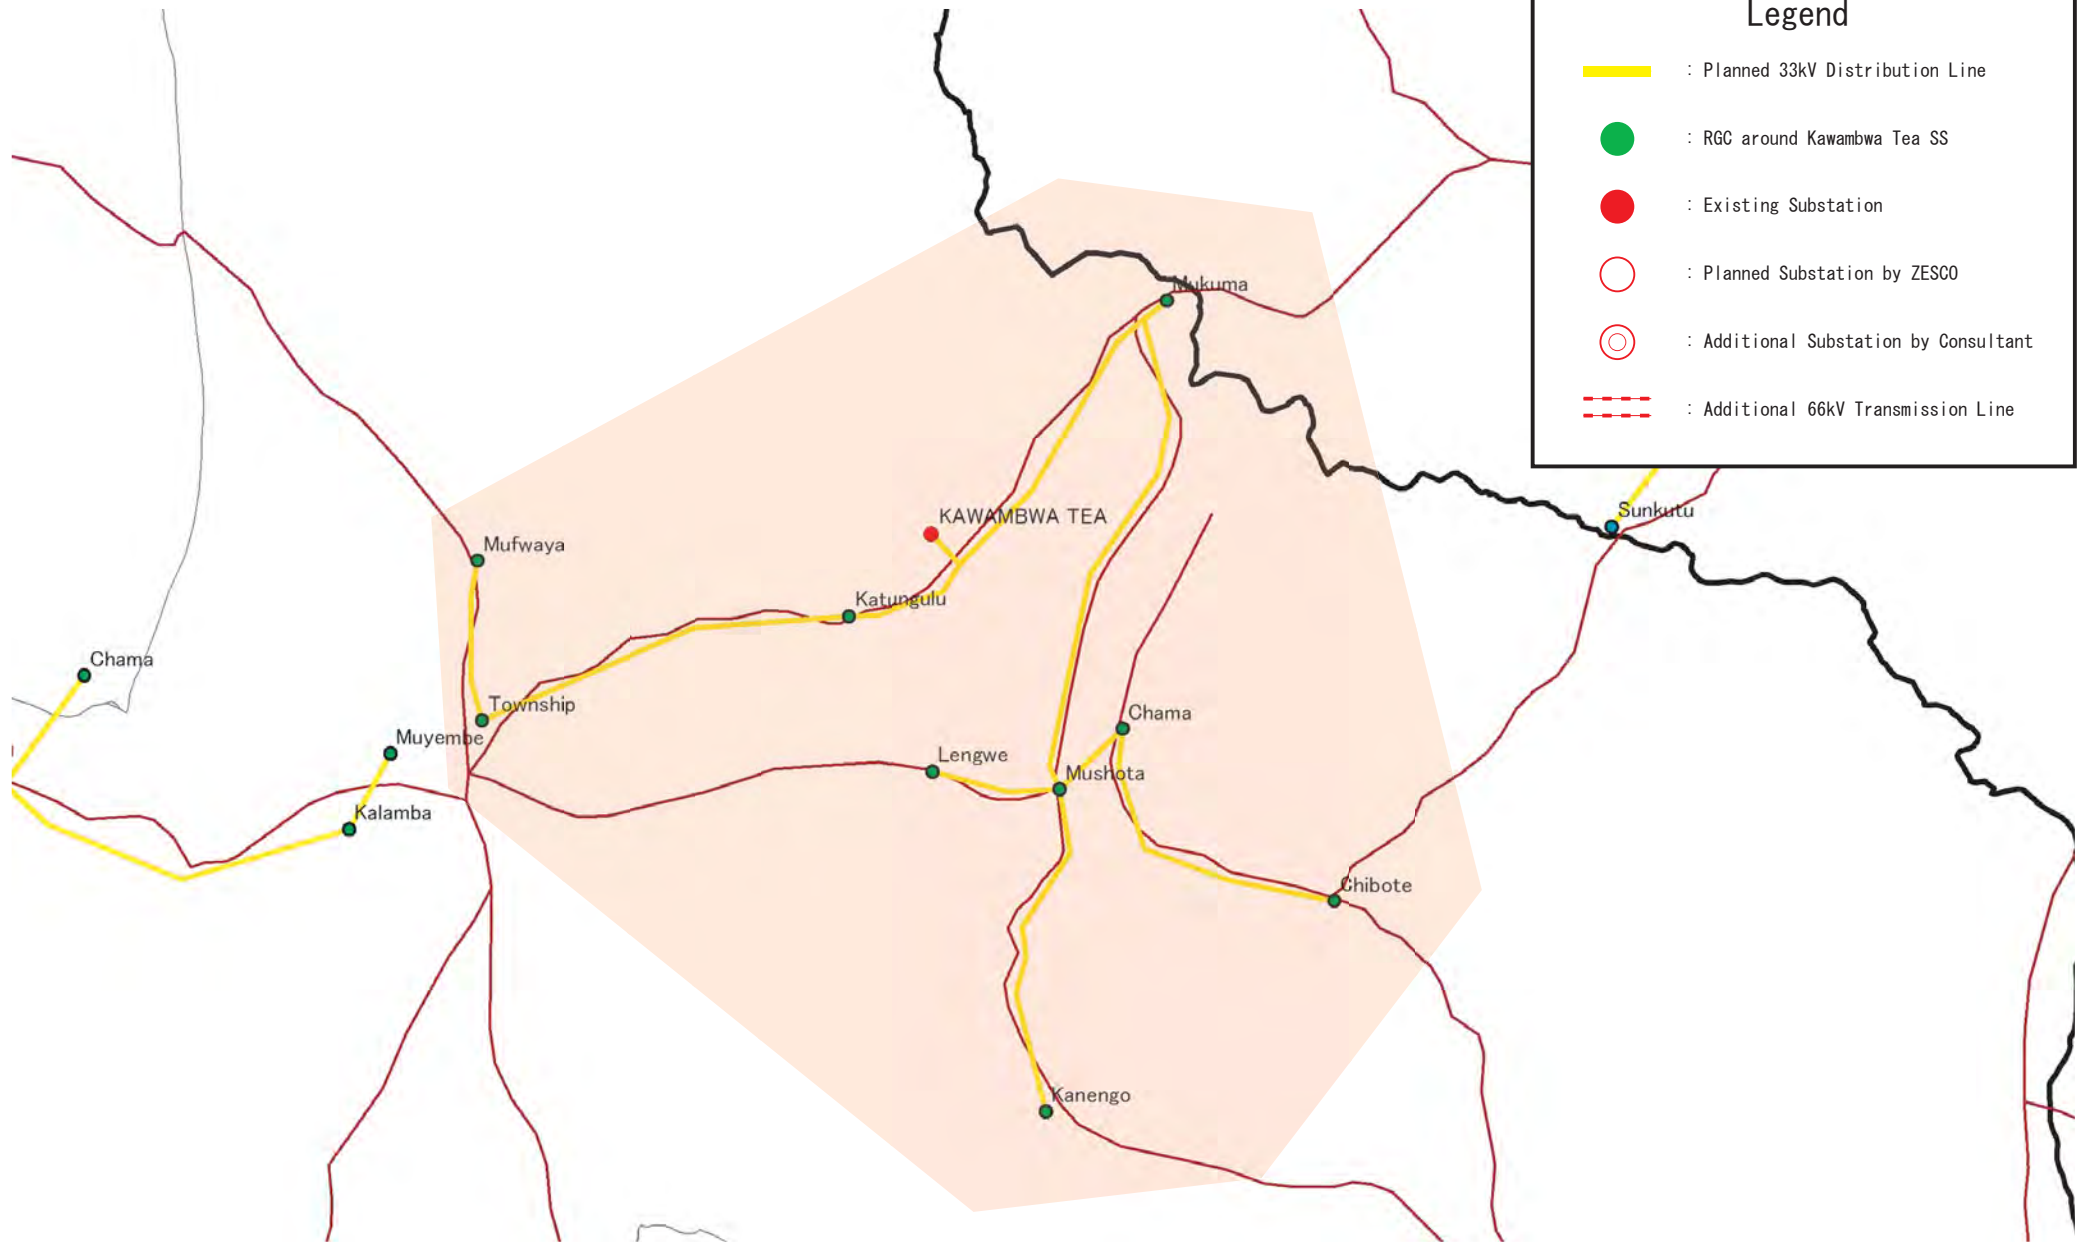 Legend
: Planned 33kV Distribution Line
: RGC around Kawambwa Tea SS
: Existing Substation
: Planned Substation by ZESCO
: Additional Substation by Consultant
: Additional 66kV Transmission Line
Mukuma
Sunkutu
KAWAMBWA TEA
Mufwaya
Katungulu
Chama
Township
Chama
Muyembe
Lengwe
Mushota
Kalamba
Chibote
Kanengo